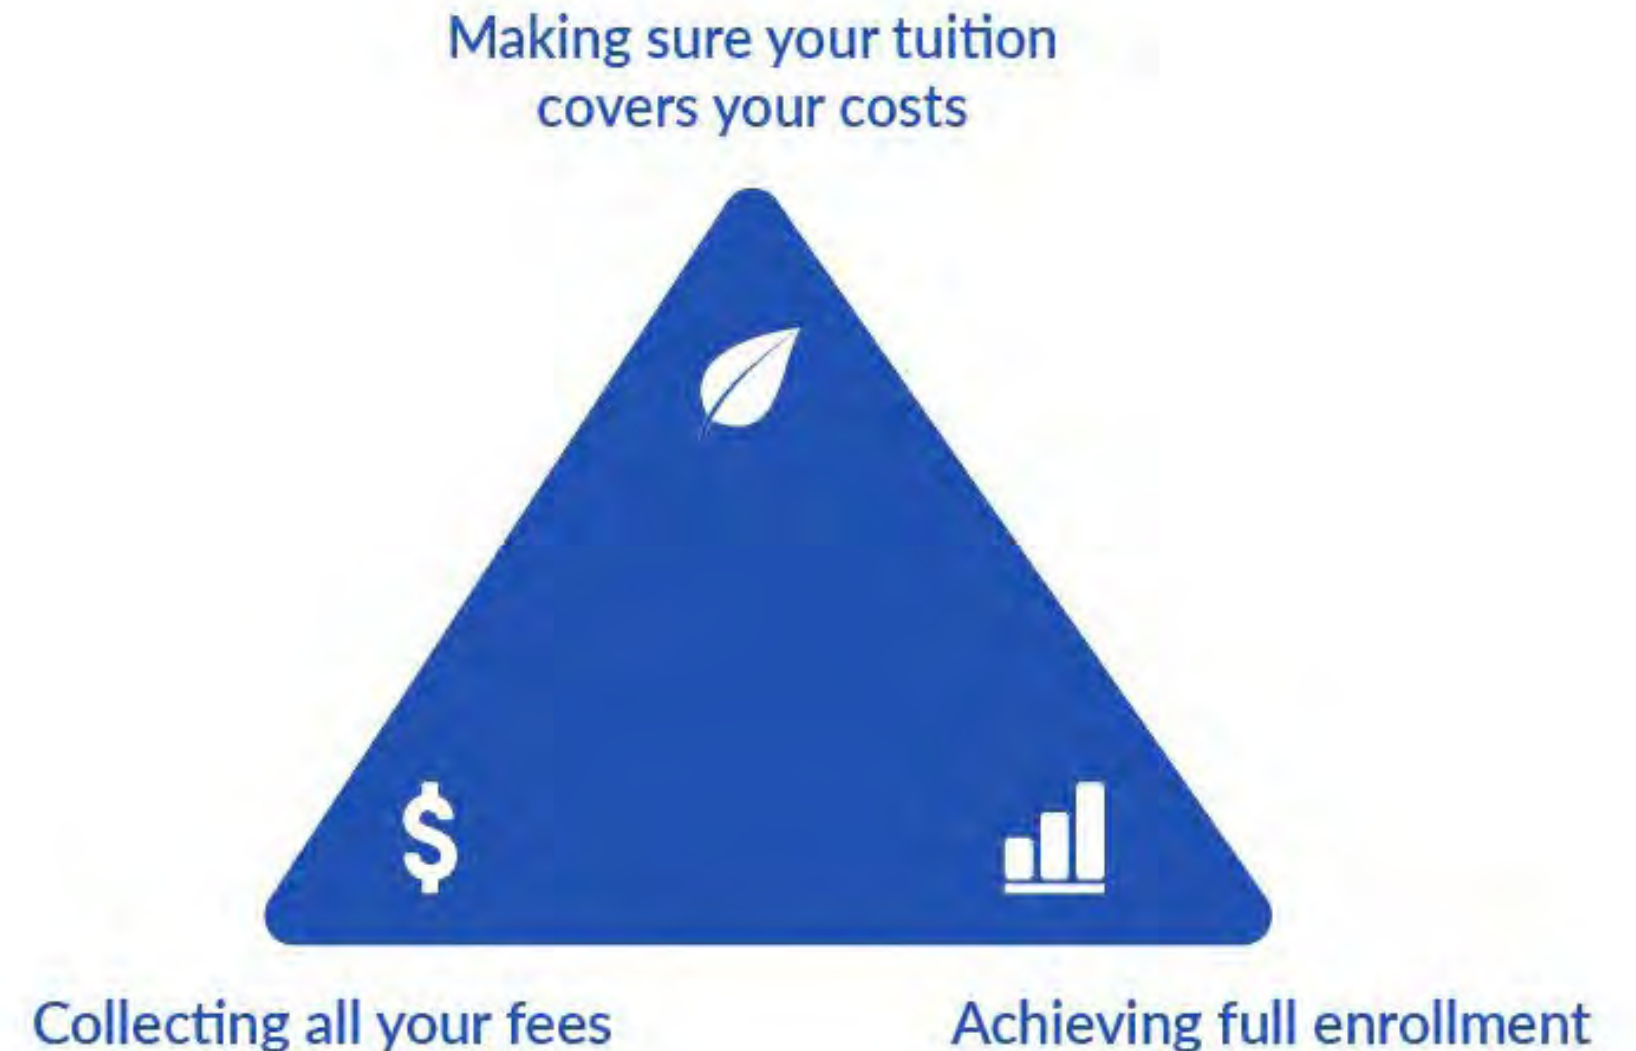 Making sure your tuition
covers your costs
$
Collecting all your fees
Achieving full enrollment